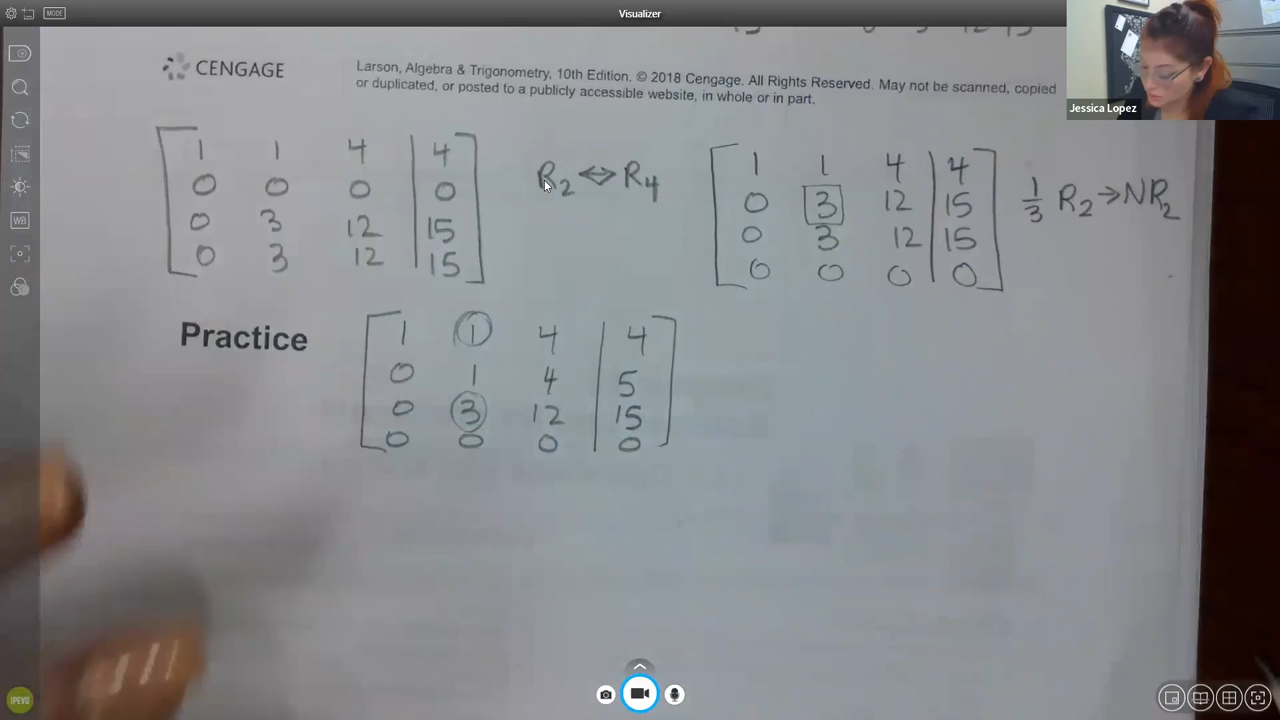 MODE
Visualizer
CENGAGE
Larson, Algebra & Trigonometry, 10th Edition. © 2018 Cengage. All Rights Reserved. May not be scanned, copied
or duplicated, or posted to a publicly accessible website, in whole or in part.
Jessica Lopez
1 1 4 | 4
0 0 0 | 0
0 3 12 | 15
0 3 12 | 15
R2 ⇔ R4
1 1 4 | 4
0 3 12 | 15
0 3 12 | 15
0 0 0 | 0
1/3 R2 → NR2
Practice
1 1 4 | 4
0 1 4 | 5
0 3 12 | 15
0 0 0 | 0
WB
IPEVO